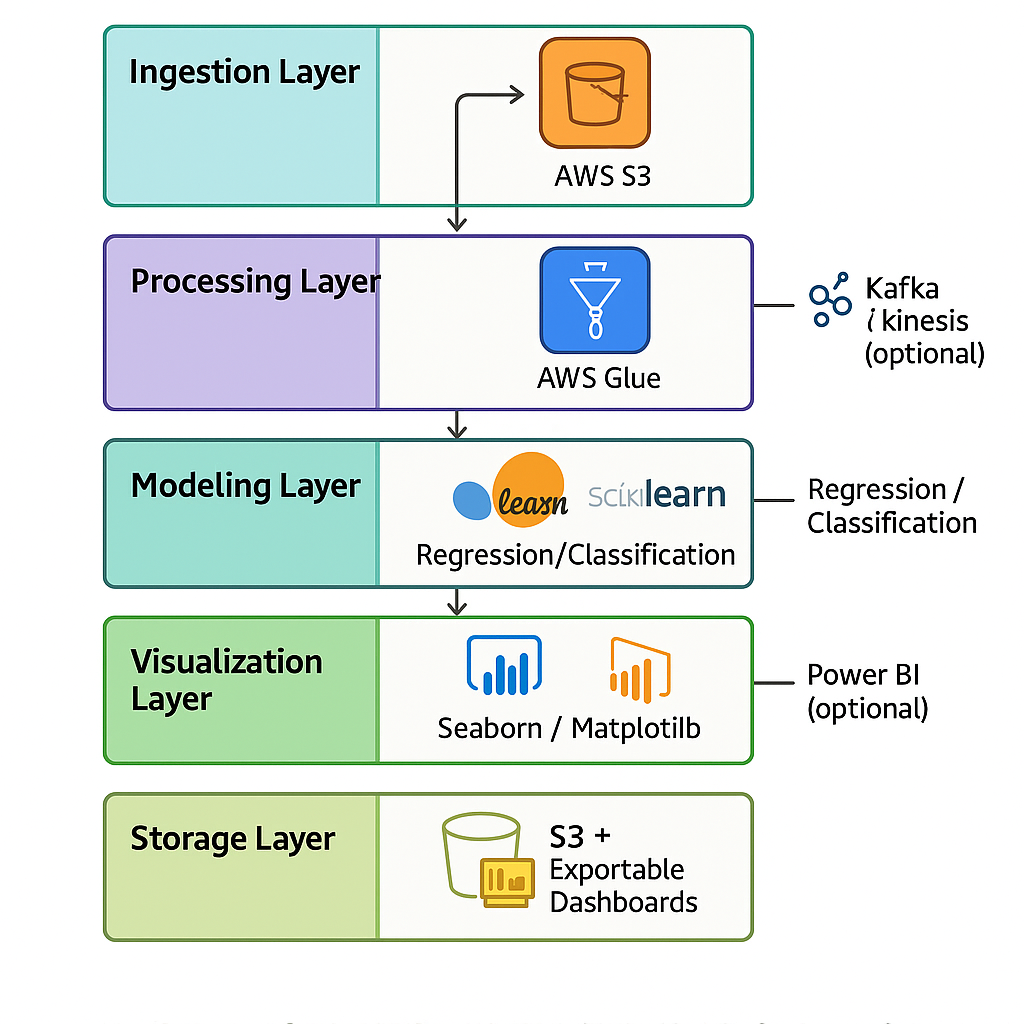 Ingestion Layer
AWS S3
Processing Layer
AWS Glue
Kafka
/ kinesis
(optional)
Modeling Layer
learn
Scikilearn
Regression/Classification
Regression /
Classification
Visualization
Layer
Seaborn / Matplotilb
Power BI
(optional)
Storage Layer
S3 +
Exportable
Dashboards